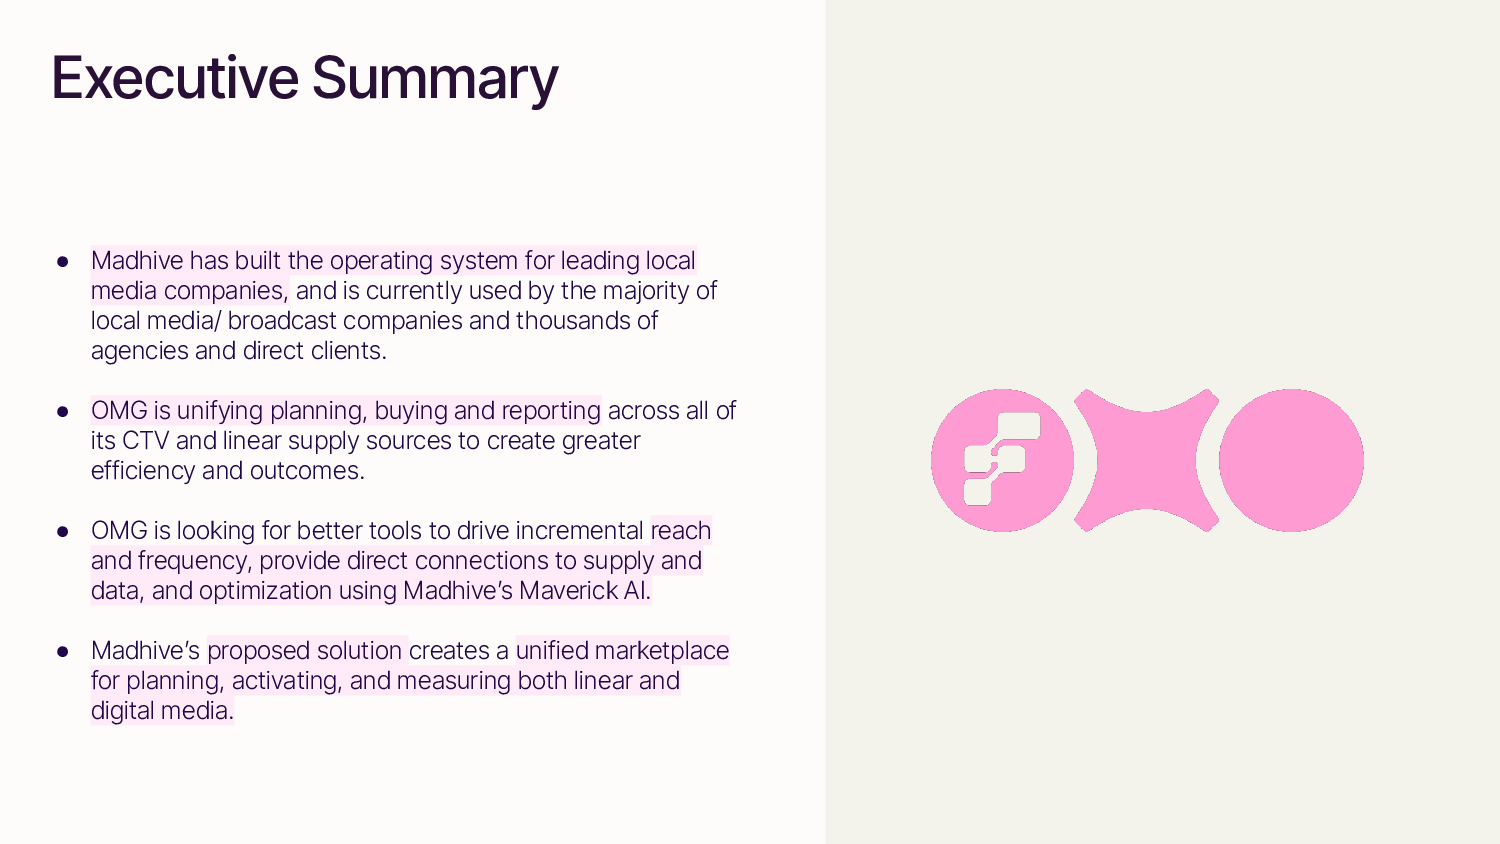 Executive Summary
● Madhive has built the operating system for leading local
media companies, and is currently used by the majority of
local media/ broadcast companies and thousands of
agencies and direct clients.
● OMG is unifying planning, buying and reporting across all of
its CTV and linear supply sources to create greater
efficiency and outcomes.
● OMG is looking for better tools to drive incremental reach
and frequency, provide direct connections to supply and
data, and optimization using Madhive’s Maverick AI.
● Madhive’s proposed solution creates a unified marketplace
for planning, activating, and measuring both linear and
digital media.